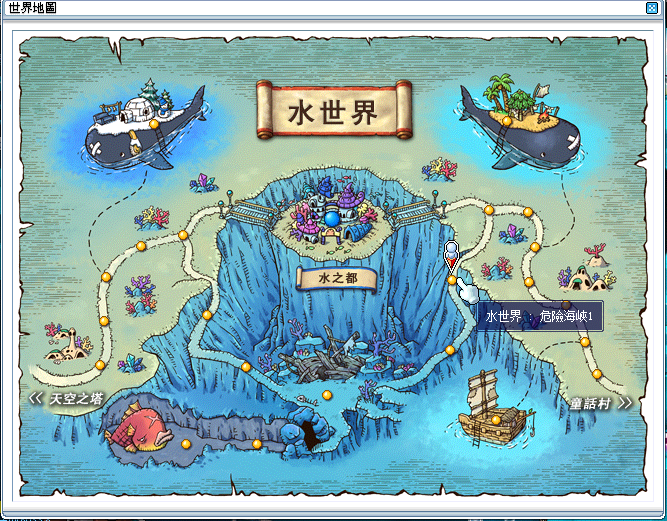 世界地圖
水世界
水之都
水世界 : 危險海峽1
<< 天空之塔
童話村 >>